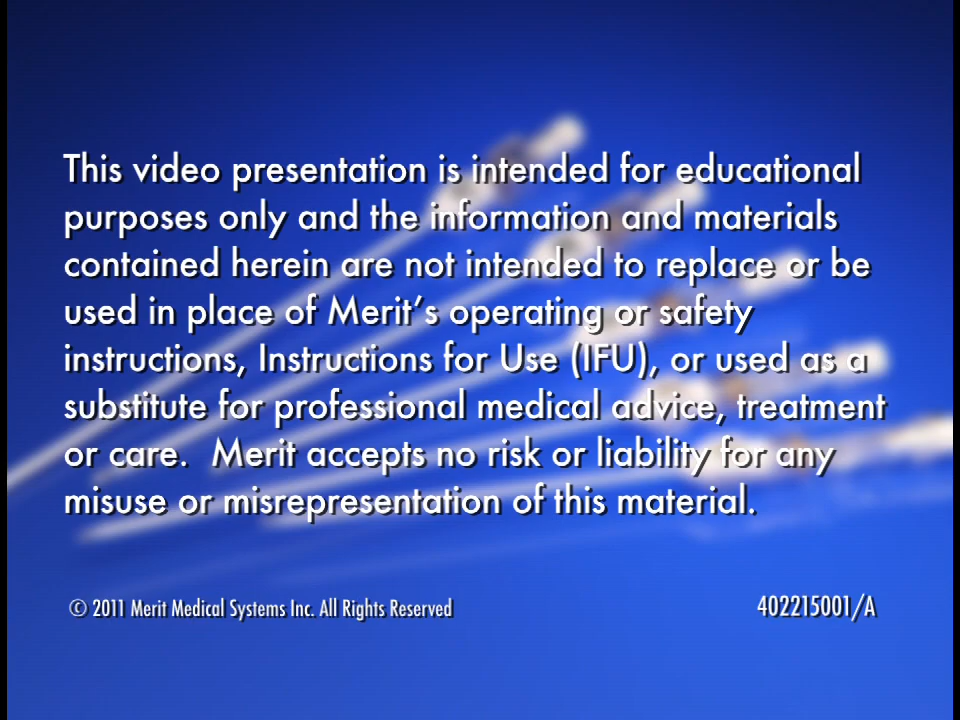 This video presentation is intended for educational
purposes only and the information and materials
contained herein are not intended to replace or be
used in place of Merit's operating or safety
instructions, Instructions for Use (IFU), or used as a
substitute for professional medical advice, treatment
or care.  Merit accepts no risk or liability for any
misuse or misrepresentation of this material.
© 2011 Merit Medical Systems Inc. All Rights Reserved
402215001/A